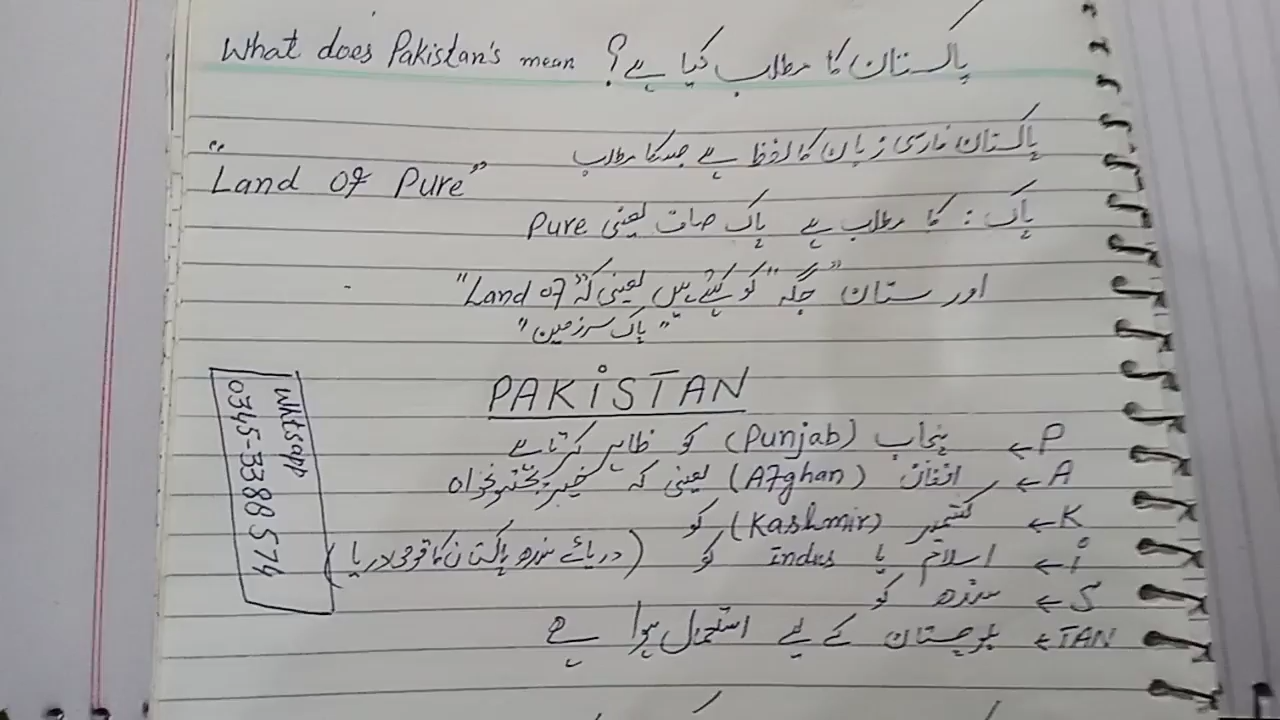 What does Pakistan's mean ? پاکستان کا مطلب کیا ہے
پاکستان فارسی زبان کا لفظ ہے جسکا مطلب
"Land of Pure"
پاک : کا مطلب ہے پاک صاف یعنی Pure
اور ستان "جگہ" کو کہتے ہیں یعنی کہ "Land of"
"پاک سرزمین"
PAKiSTAN
P → پنجاب (Punjab) کو ظاہر کرتا ہے
A → افغان (Afghan) یعنی کہ خیبر پختونخواہ
K → کشمیر (Kashmir) کو
i → اسلام یا Indus کو (دریائے سندھ پاکستان کا قومی دریا)
S → سندھ کو
TAN → بلوچستان کے لیے استعمال ہوا ہے
Whtsapp
0345-3388574